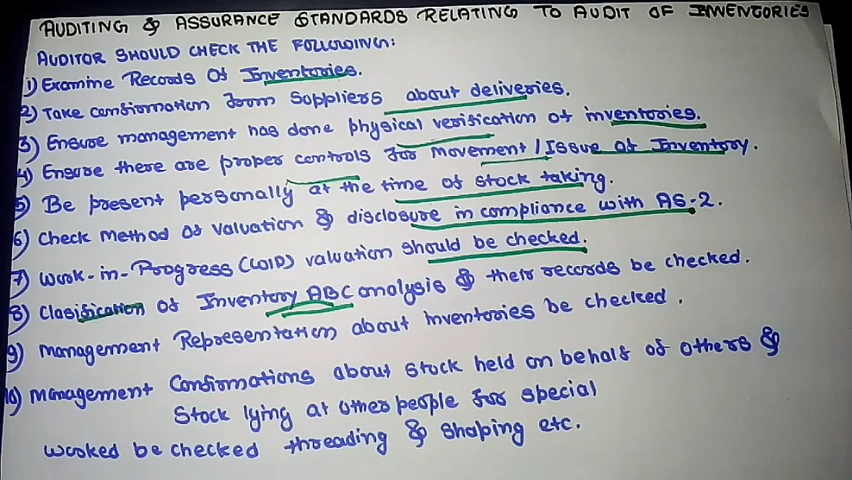 AUDITING & ASSURANCE STANDARDS RELATING TO AUDIT OF INVENTORIES
AUDITOR SHOULD CHECK THE FOLLOWING:
1) Examine Records Of Inventories.
2) Take confirmation from Suppliers about deliveries.
3) Ensure management has done physical verification of inventories.
4) Ensure there are proper controls for movement/Issue of Inventory.
5) Be present personally at the time of stock taking.
6) Check Method of Valuation & disclosure in compliance with AS-2.
7) Work-in-Progress (WIP) valuation should be checked.
8) Clasification of Inventory ABC analysis & their records be checked.
9) Management Representation about inventories be checked.
10) Management Confirmations about stock held on behalf of others &
Stock lying at other people for special
worked be checked threading & shaping etc.